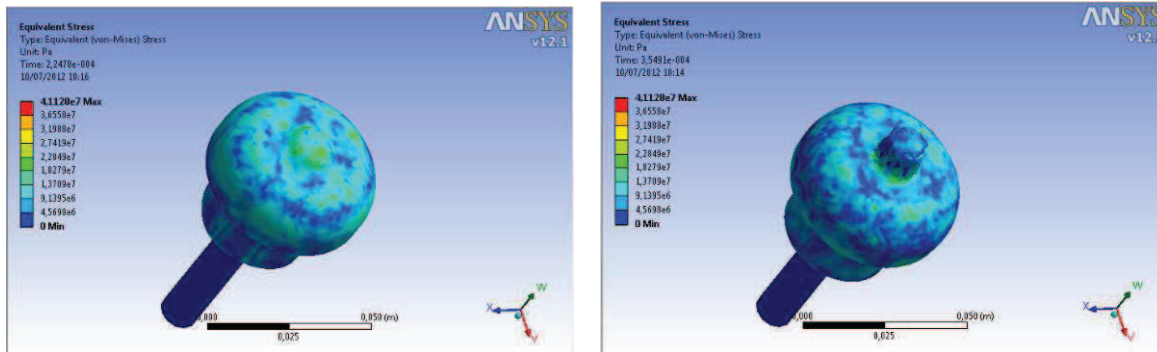 Equivalent Stress
Type: Equivalent (von-Mises) Stress
Unit: Pa
Time: 2,2478e-004
10/07/2012 10:16
ANSYS
v12.1
4,1128e7 Max
3,6558e7
3,1988e7
2,7419e7
2,2849e7
1,8279e7
1,3709e7
9,1395e6
4,5698e6
0 Min
0,000
0,050 (m)
0,025
X
W
V
Equivalent Stress
Type: Equivalent (von-Mises) Stress
Unit: Pa
Time: 3,5491e-004
10/07/2012 10:14
ANSYS
v12.
4,1128e7 Max
3,6558e7
3,1988e7
2,7419e7
2,2849e7
1,8279e7
1,3709e7
9,1395e6
4,5698e6
0 Min
0,000
0,050 (m)
0,025
X
W
V